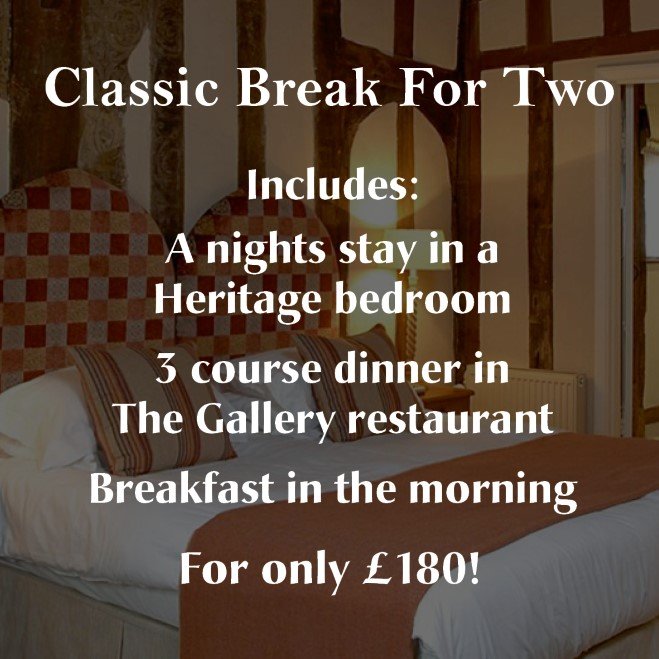 Classic Break For Two
Includes:
A nights stay in a
Heritage bedroom
3 course dinner in
The Gallery restaurant
Breakfast in the morning
For only £180!